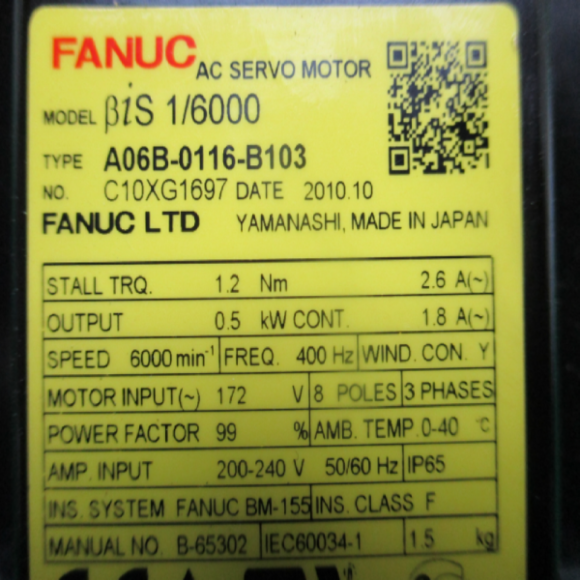 FANUC AC SERVO MOTOR
MODEL βiS 1/6000
TYPE A06B-0116-B103
NO. C10XG1697 DATE 2010.10
FANUC LTD YAMANASHI, MADE IN JAPAN
STALL TRQ. 1.2 Nm 2.6 A(~)
OUTPUT 0.5 kW CONT. 1.8 A(~)
SPEED 6000 min⁻¹ FREQ. 400 Hz WIND. CON. Y
MOTOR INPUT(~) 172 V 8 POLES 3 PHASES
POWER FACTOR 99 % AMB. TEMP. 0-40 °C
AMP. INPUT 200-240 V 50/60 Hz IP65
INS. SYSTEM FANUC BM-155 INS. CLASS F
MANUAL NO. B-65302 IEC60034-1 1.5 kg